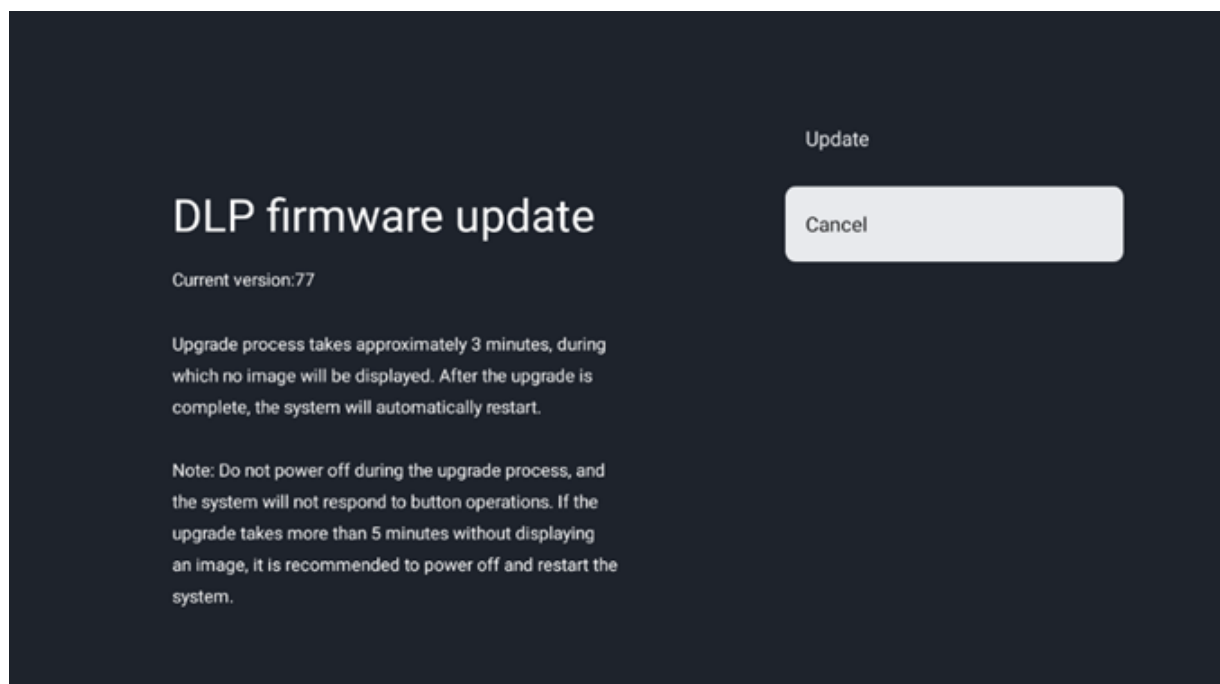 DLP firmware update
Current version:77
Upgrade process takes approximately 3 minutes, during
which no image will be displayed. After the upgrade is
complete, the system will automatically restart.
Note: Do not power off during the upgrade process, and
the system will not respond to button operations. If the
upgrade takes more than 5 minutes without displaying
an image, it is recommended to power off and restart the
system.
Update
Cancel